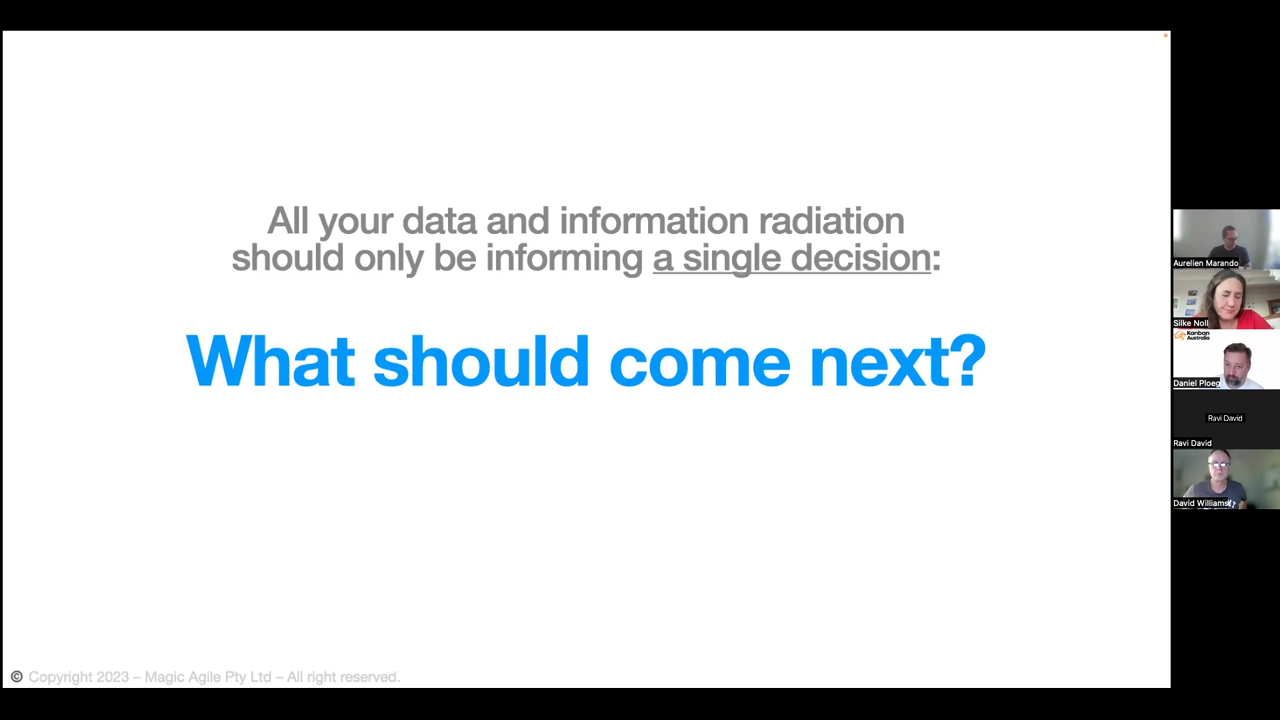 All your data and information radiation
should only be informing a single decision:
What should come next?
© Copyright 2023 – Magic Agile Pty Ltd – All right reserved.
Aurelien Marando
Silke Noll
Kanban
Australia
Daniel Ploeg
Ravi David
Ravi David
David Williams